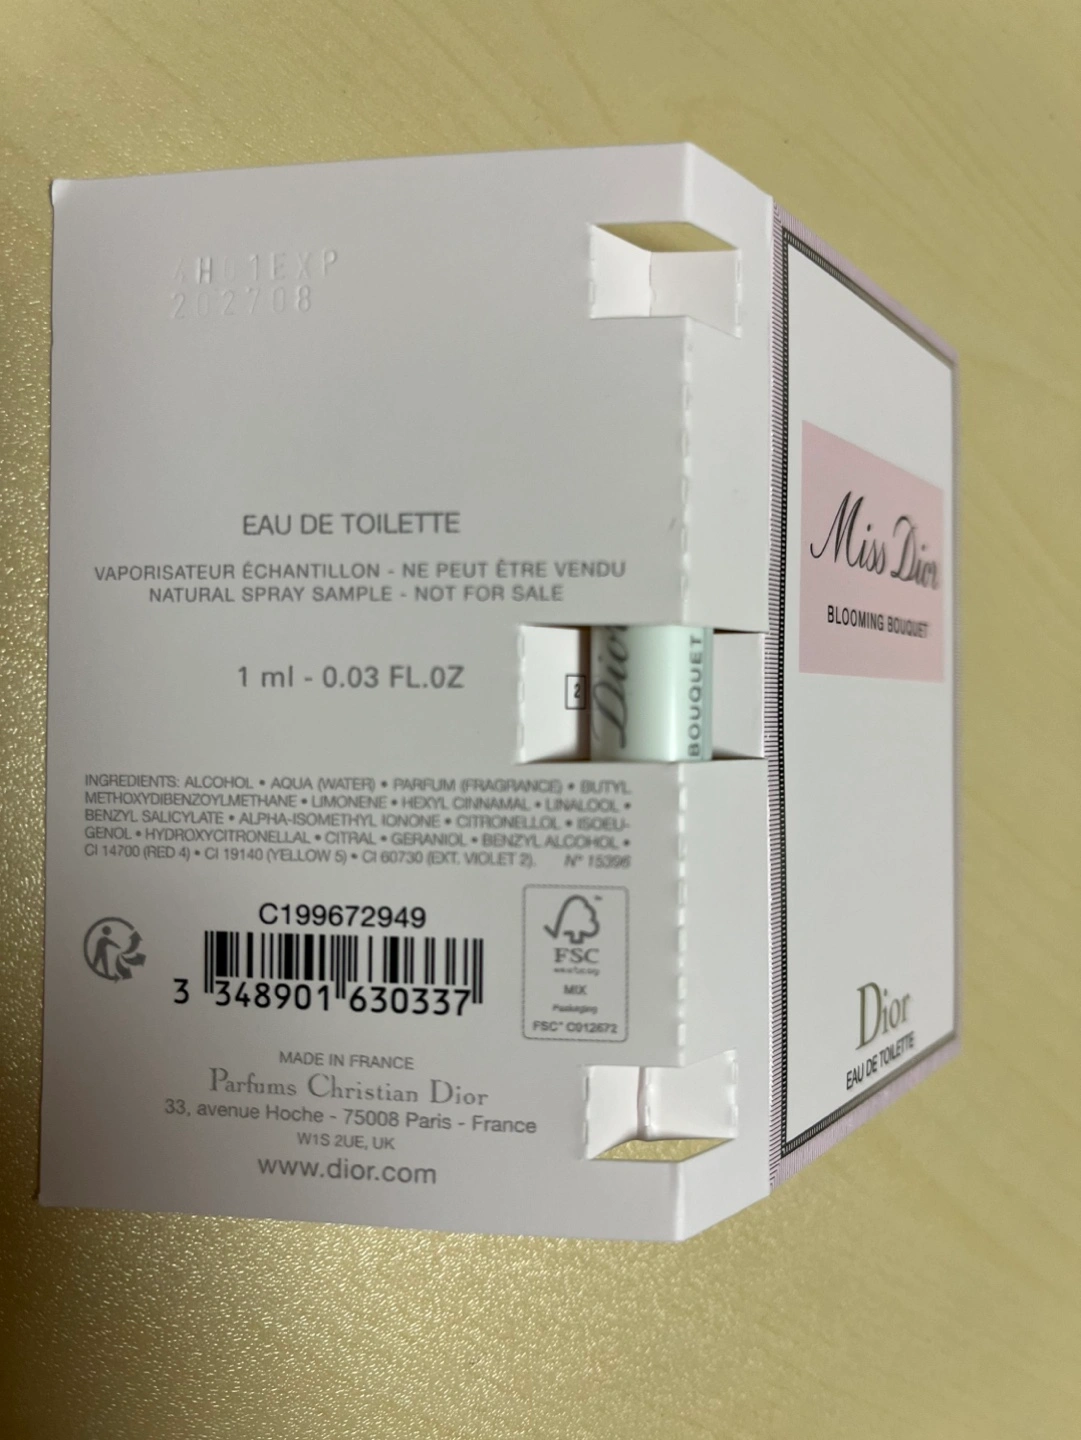 EXP
202708
EAU DE TOILETTE
VAPORISATEUR ÉCHANTILLON - NE PEUT ÊTRE VENDU
NATURAL SPRAY SAMPLE - NOT FOR SALE
1 ml - 0.03 FL.OZ
INGREDIENTS: ALCOHOL • AQUA (WATER) • PARFUM (FRAGRANCE) • BUTYL
METHOXYDIBENZOYLMETHANE • LIMONENE • HEXYL CINNAMAL • LINALOOL •
BENZYL SALICYLATE • ALPHA-ISOMETHYL IONONE • CITRONELLOL • ISOEU-
GENOL • HYDROXYCITRONELLAL • CITRAL • GERANIOL • BENZYL ALCOHOL •
CI 14700 (RED 4) • CI 19140 (YELLOW 5) • CI 60730 (EXT. VIOLET 2). N° 15396
C199672949
3 348901 630337
FSC
MIX
Packaging
FSC™ C012672
MADE IN FRANCE
Parfums Christian Dior
33, avenue Hoche - 75008 Paris - France
W1S 2UE, UK
www.dior.com
2
Dior
BOUQUET
Miss Dior
BLOOMING BOUQUET
Dior
EAU DE TOILETTE